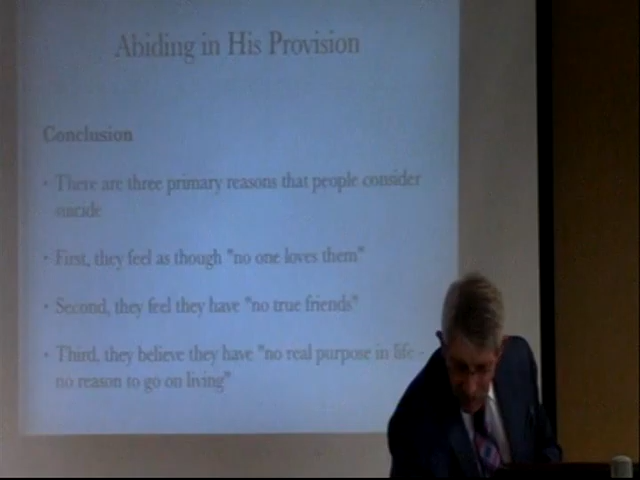 Abiding in His Provision
Conclusion
· There are three primary reasons that people consider
suicide
· First, they feel as though "no one loves them"
· Second, they feel they have "no true friends"
· Third, they believe they have "no real purpose in life -
no reason to go on living"